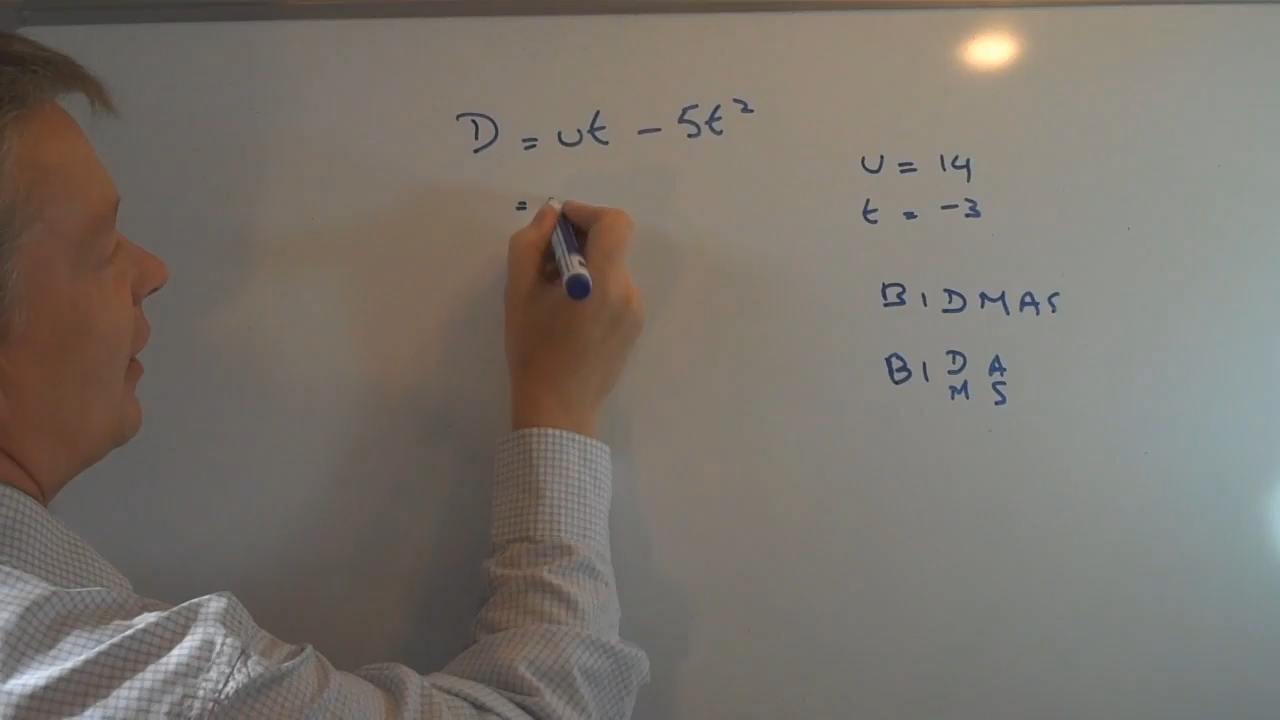 D = ut - 5t²
=
u = 14
t = -3
BIDMAS
BI D A
M S